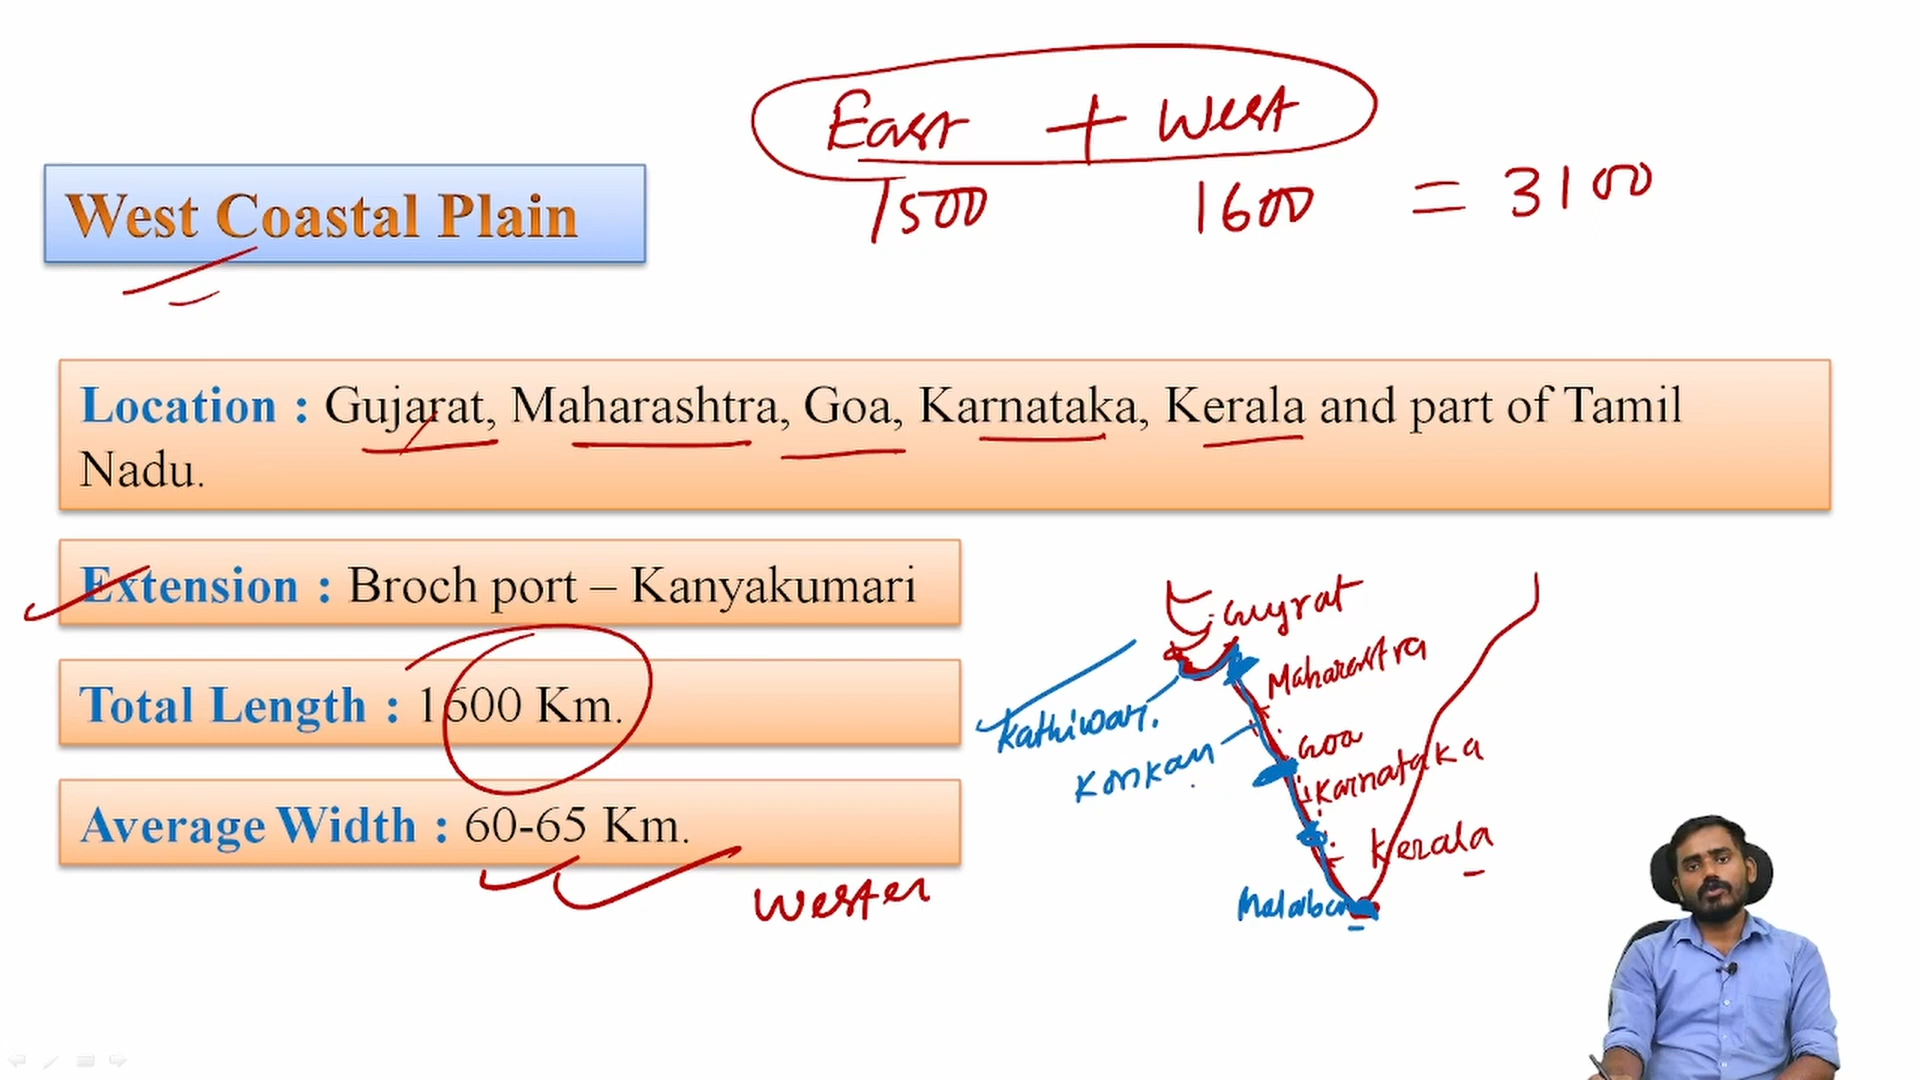 East + West
1500 1600 = 3100
West Coastal Plain
Location : Gujarat, Maharashtra, Goa, Karnataka, Kerala and part of Tamil
Nadu.
Extension : Broch port – Kanyakumari
Total Length : 1600 Km.
Average Width : 60-65 Km.
Wester
Gujrat
Maharastra
Kathiwar.
Goa
Konkan
Karnataka
Kerala